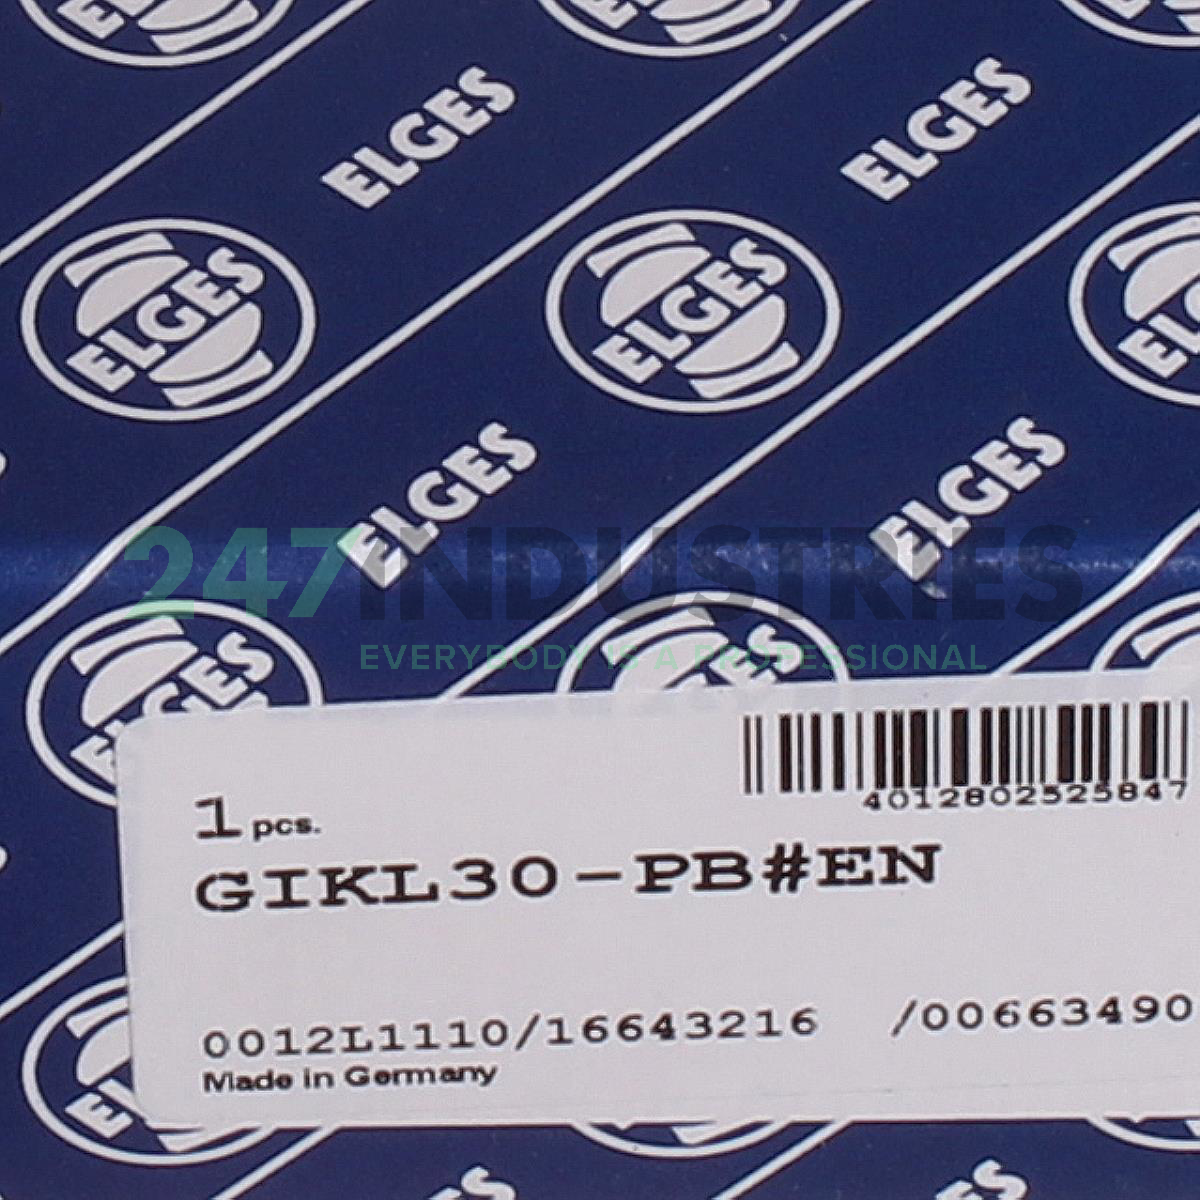 ELGES
ELGES
ELGES
ELGES
ELGES
ELGES
247INDUSTRIES
EVERYBODY IS A PROFESSIONAL
ELGES
4012802525847
1 pcs.
GIKL30-PB#EN
0012L1110/16643216 /00663490
Made in Germany